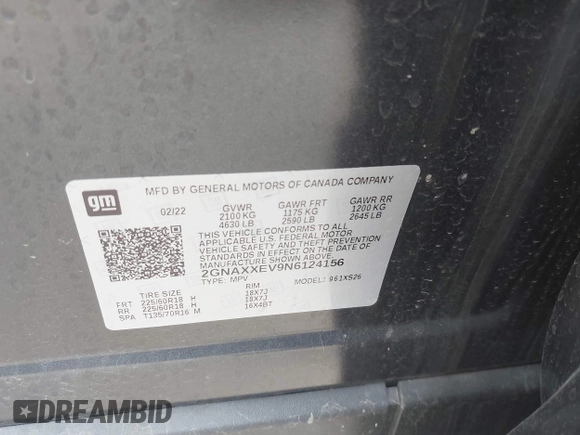 MFD BY GENERAL MOTORS OF CANADA COMPANY
gm
02/22 GVWR GAWR FRT GAWR RR
2100 KG 1175 KG 1200 KG
4630 LB 2590 LB 2645 LB
THIS VEHICLE CONFORMS TO ALL
APPLICABLE U.S. FEDERAL MOTOR
VEHICLE SAFETY AND THEFT PREVENTION
STANDARDS IN EFFECT ON THE DATE OF
MANUFACTURE SHOWN ABOVE.
2GNAXXEV9N6124156
TYPE: MPV MODEL: 961XS26
TIRE SIZE RIM
FRT 225/60R18 H 18X7J
RR 225/60R18 H 18X7J
SPA T135/70R16 M 16X4BT
DREAMBID